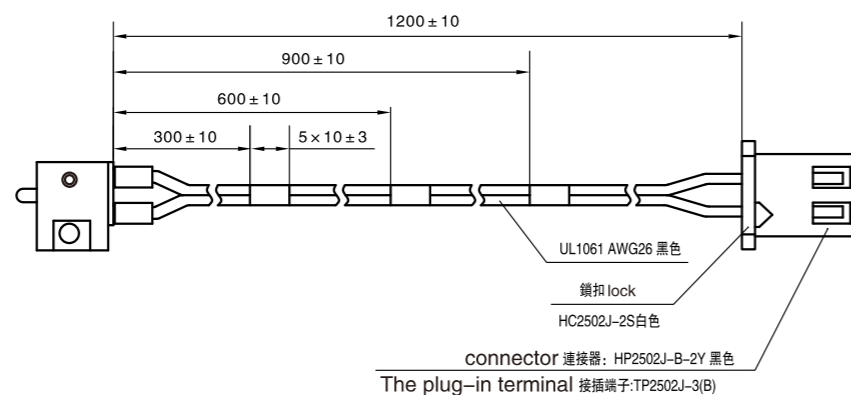 1200±10
900±10
600±10
300±10 5×10±3
UL1061 AWG26 黑色
鎖扣 lock
HC2502J-2S白色
connector 連接器: HP2502J-B-2Y 黑色
The plug-in terminal 接插端子:TP2502J-3(B)